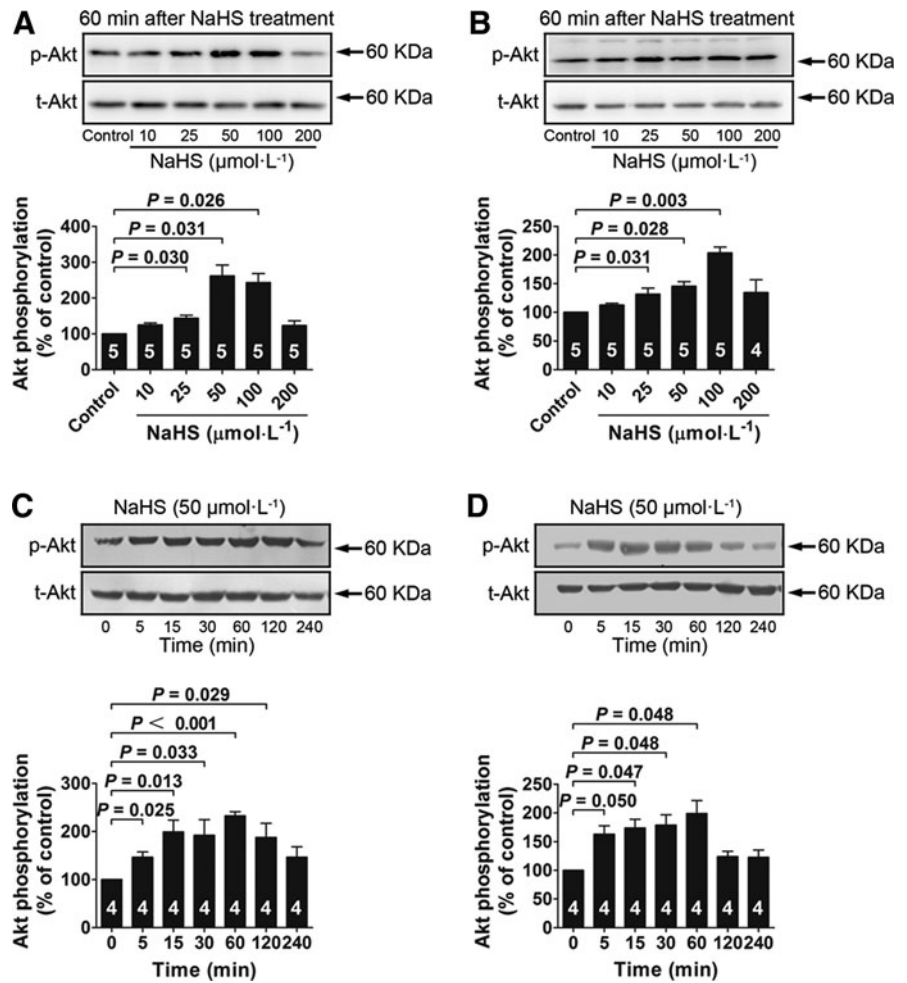 A
60 min after NaHS treatment
p-Akt
60 KDa
t-Akt
60 KDa
Control 10 25 50 100 200
NaHS (µmol·L⁻¹)
P = 0.026
P = 0.031
P = 0.030
Akt phosphorylation
(% of control)
400
300
200
100
0
5 5 5 5 5 5
Control 10 25 50 100 200
NaHS (µmol·L⁻¹)
B
60 min after NaHS treatment
p-Akt
60 KDa
t-Akt
60 KDa
Control 10 25 50 100 200
NaHS (µmol·L⁻¹)
P = 0.003
P = 0.028
P = 0.031
Akt phosphorylation
(% of control)
250
200
150
100
50
0
5 5 5 5 5 4
Control 10 25 50 100 200
NaHS (µmol·L⁻¹)
C
NaHS (50 µmol·L⁻¹)
p-Akt
60 KDa
t-Akt
60 KDa
0 5 15 30 60 120 240
Time (min)
P = 0.029
P < 0.001
P = 0.033
P = 0.013
P = 0.025
Akt phosphorylation
(% of control)
300
200
100
0
4 4 4 4 4 4 4
0 5 15 30 60 120 240
Time (min)
D
NaHS (50 µmol·L⁻¹)
p-Akt
60 KDa
t-Akt
60 KDa
0 5 15 30 60 120 240
Time (min)
P = 0.048
P = 0.048
P = 0.047
P = 0.050
Akt phosphorylation
(% of control)
250
200
150
100
50
0
4 4 4 4 4 4 4
0 5 15 30 60 120 240
Time (min)